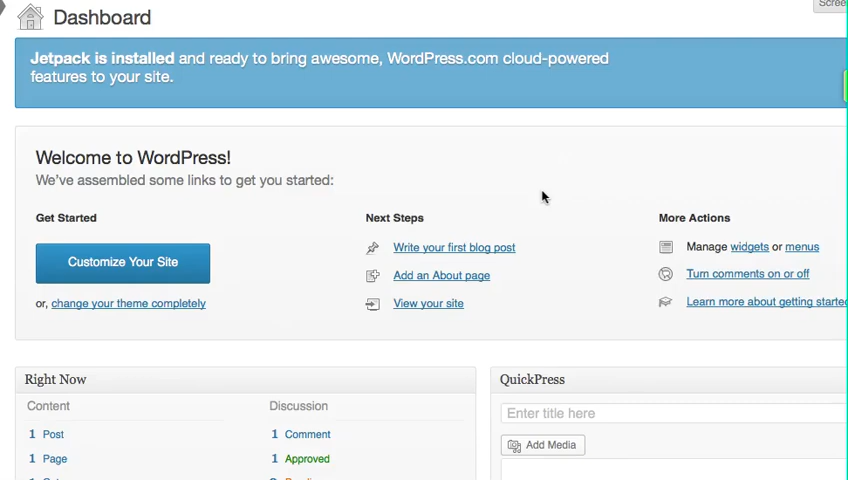 Dashboard
Scree
Jetpack is installed and ready to bring awesome, WordPress.com cloud-powered
features to your site.
Welcome to WordPress!
We've assembled some links to get you started:
Get Started
Customize Your Site
or, change your theme completely
Next Steps
Write your first blog post
Add an About page
View your site
More Actions
Manage widgets or menus
Turn comments on or off
Learn more about getting started
Right Now
Content
1 Post
1 Page
Discussion
1 Comment
1 Approved
QuickPress
Enter title here
Add Media